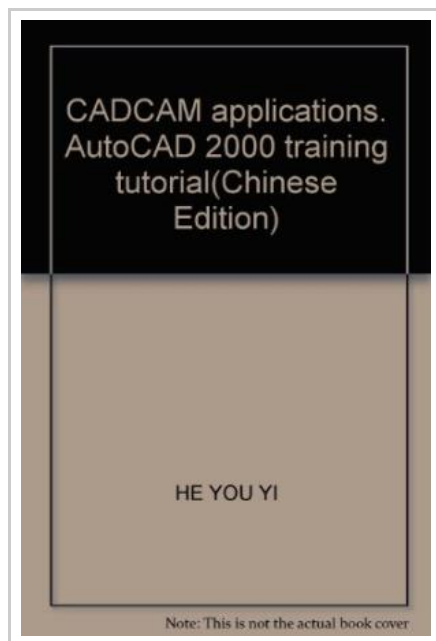 CADCAM applications.
AutoCAD 2000 training
tutorial(Chinese
Edition)
HE YOU YI
Note: This is not the actual book cover